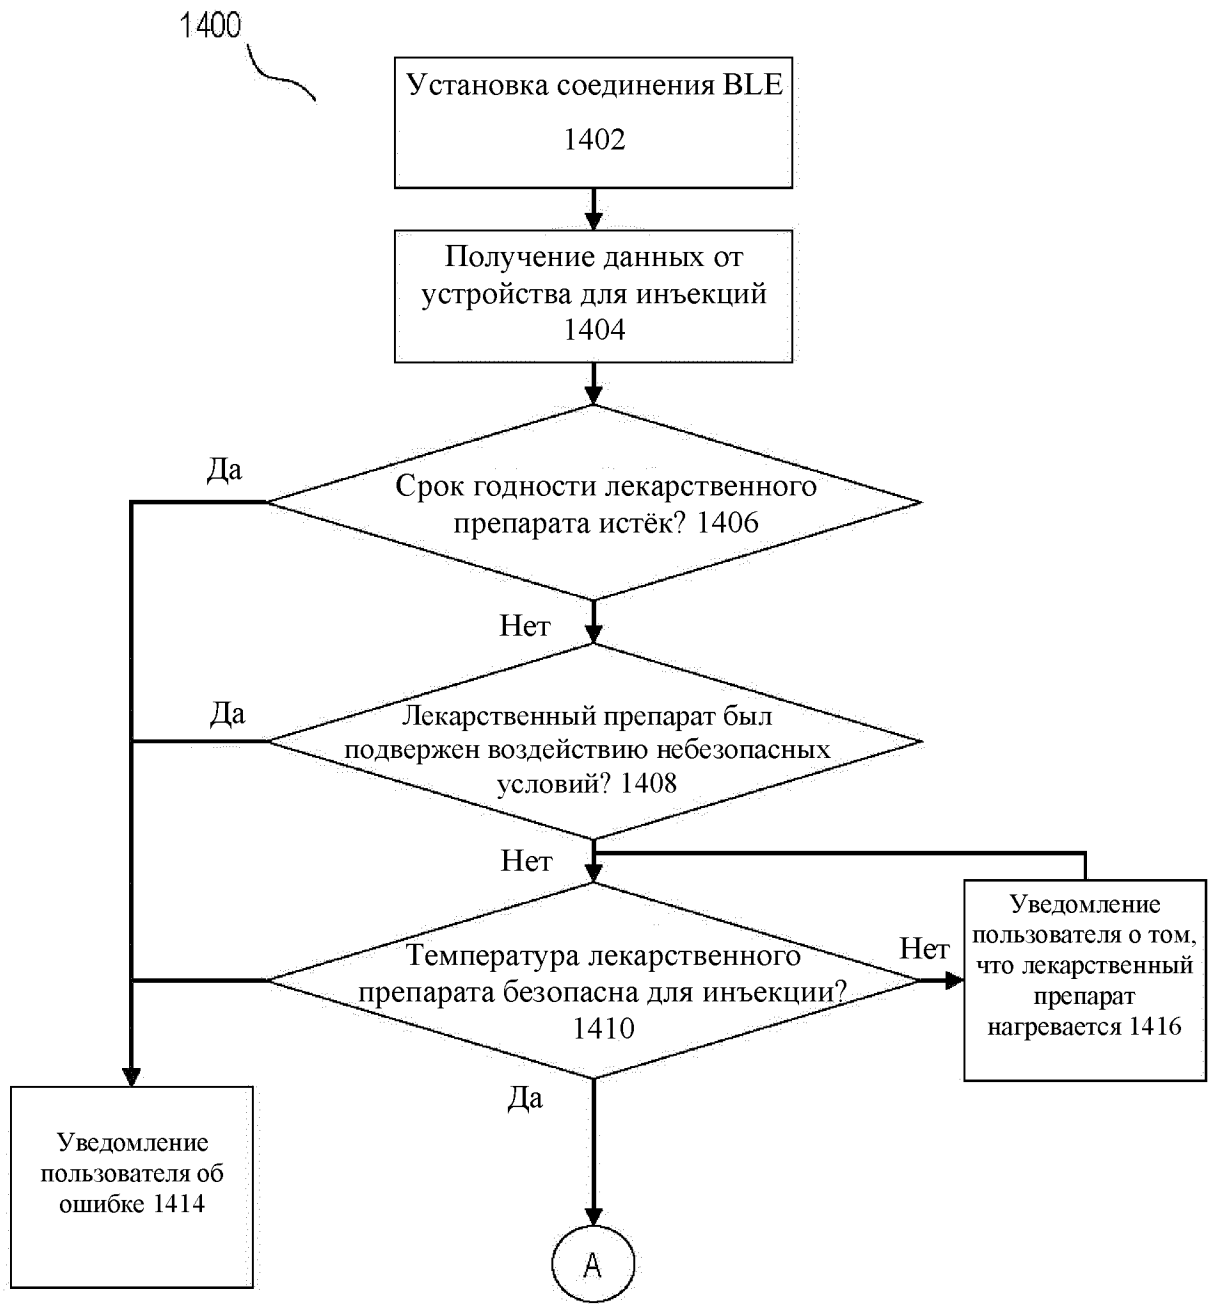 1400
Установка соединения BLE
1402
Получение данных от
устройства для инъекций
1404
Да
Срок годности лекарственного
препарата истёк? 1406
Нет
Да
Лекарственный препарат был
подвержен воздействию небезопасных
условий? 1408
Нет
Температура лекарственного
препарата безопасна для инъекции?
1410
Нет
Уведомление
пользователя о том,
что лекарственный
препарат
нагревается 1416
Да
Уведомление
пользователя об
ошибке 1414
A